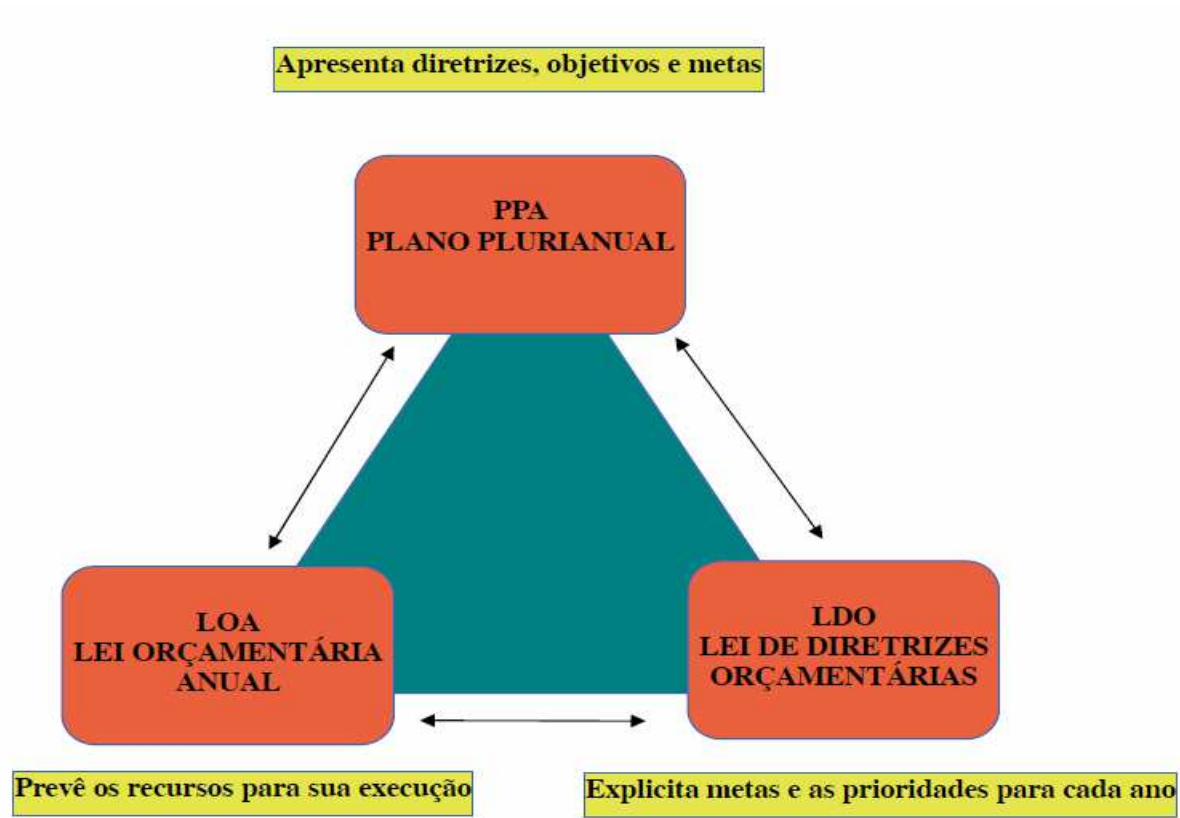 Apresenta diretrizes, objetivos e metas
PPA
PLANO PLURIANUAL
LOA
LEI ORÇAMENTÁRIA
ANUAL
LDO
LEI DE DIRETRIZES
ORÇAMENTÁRIAS
Prevê os recursos para sua execução
Explicita metas e as prioridades para cada ano